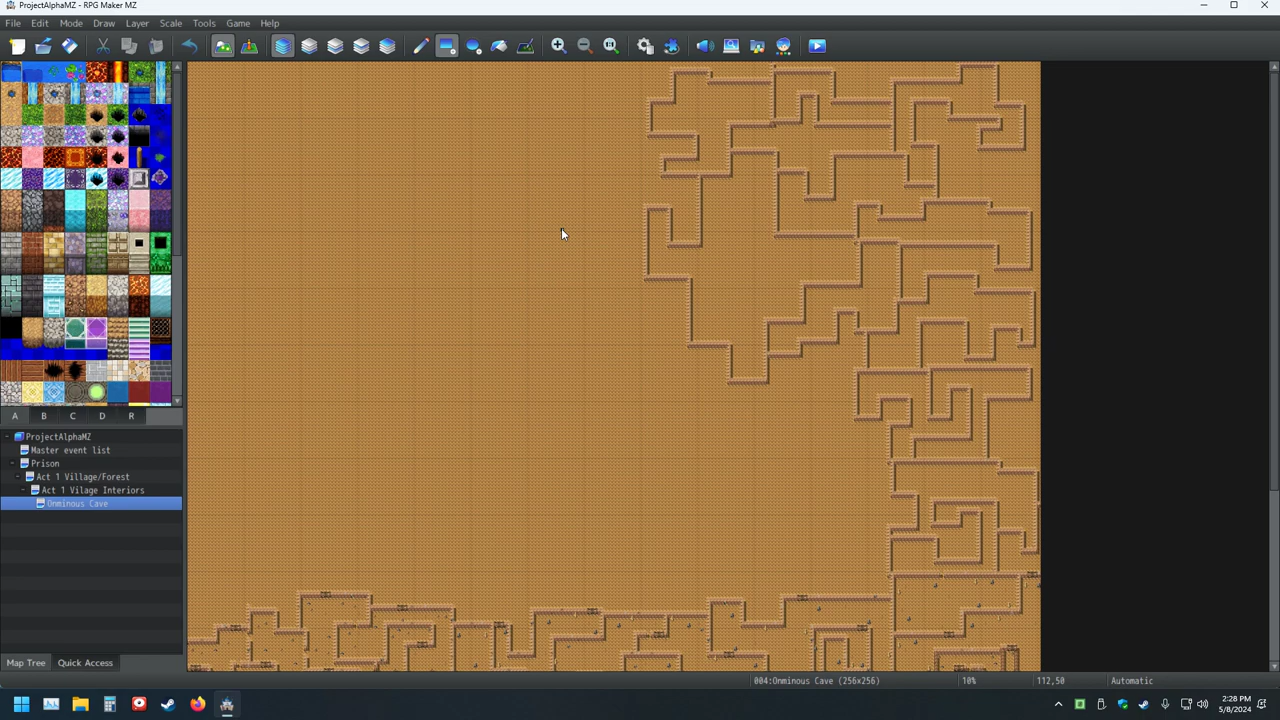 ProjectAlphaMZ - RPG Maker MZ
File Edit Mode Draw Layer Scale Tools Game Help
A B C D R
ProjectAlphaMZ
Master event list
Prison
Act 1 Village/Forest
Act 1 Vilage Interiors
Onminous Cave
Map Tree Quick Access
004:Onminous Cave (256x256) 10% 112,50 Automatic
2:28 PM
5/8/2024